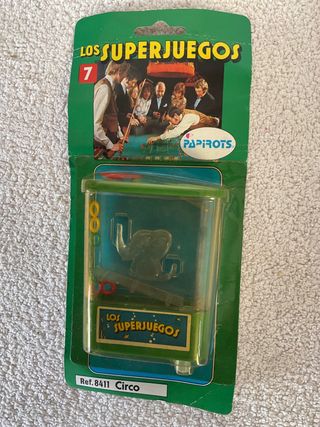 LOS SUPERJUEGOS
7
PAPIROTS
LOS
SUPERJUEGOS
Ref. 8411 Circo